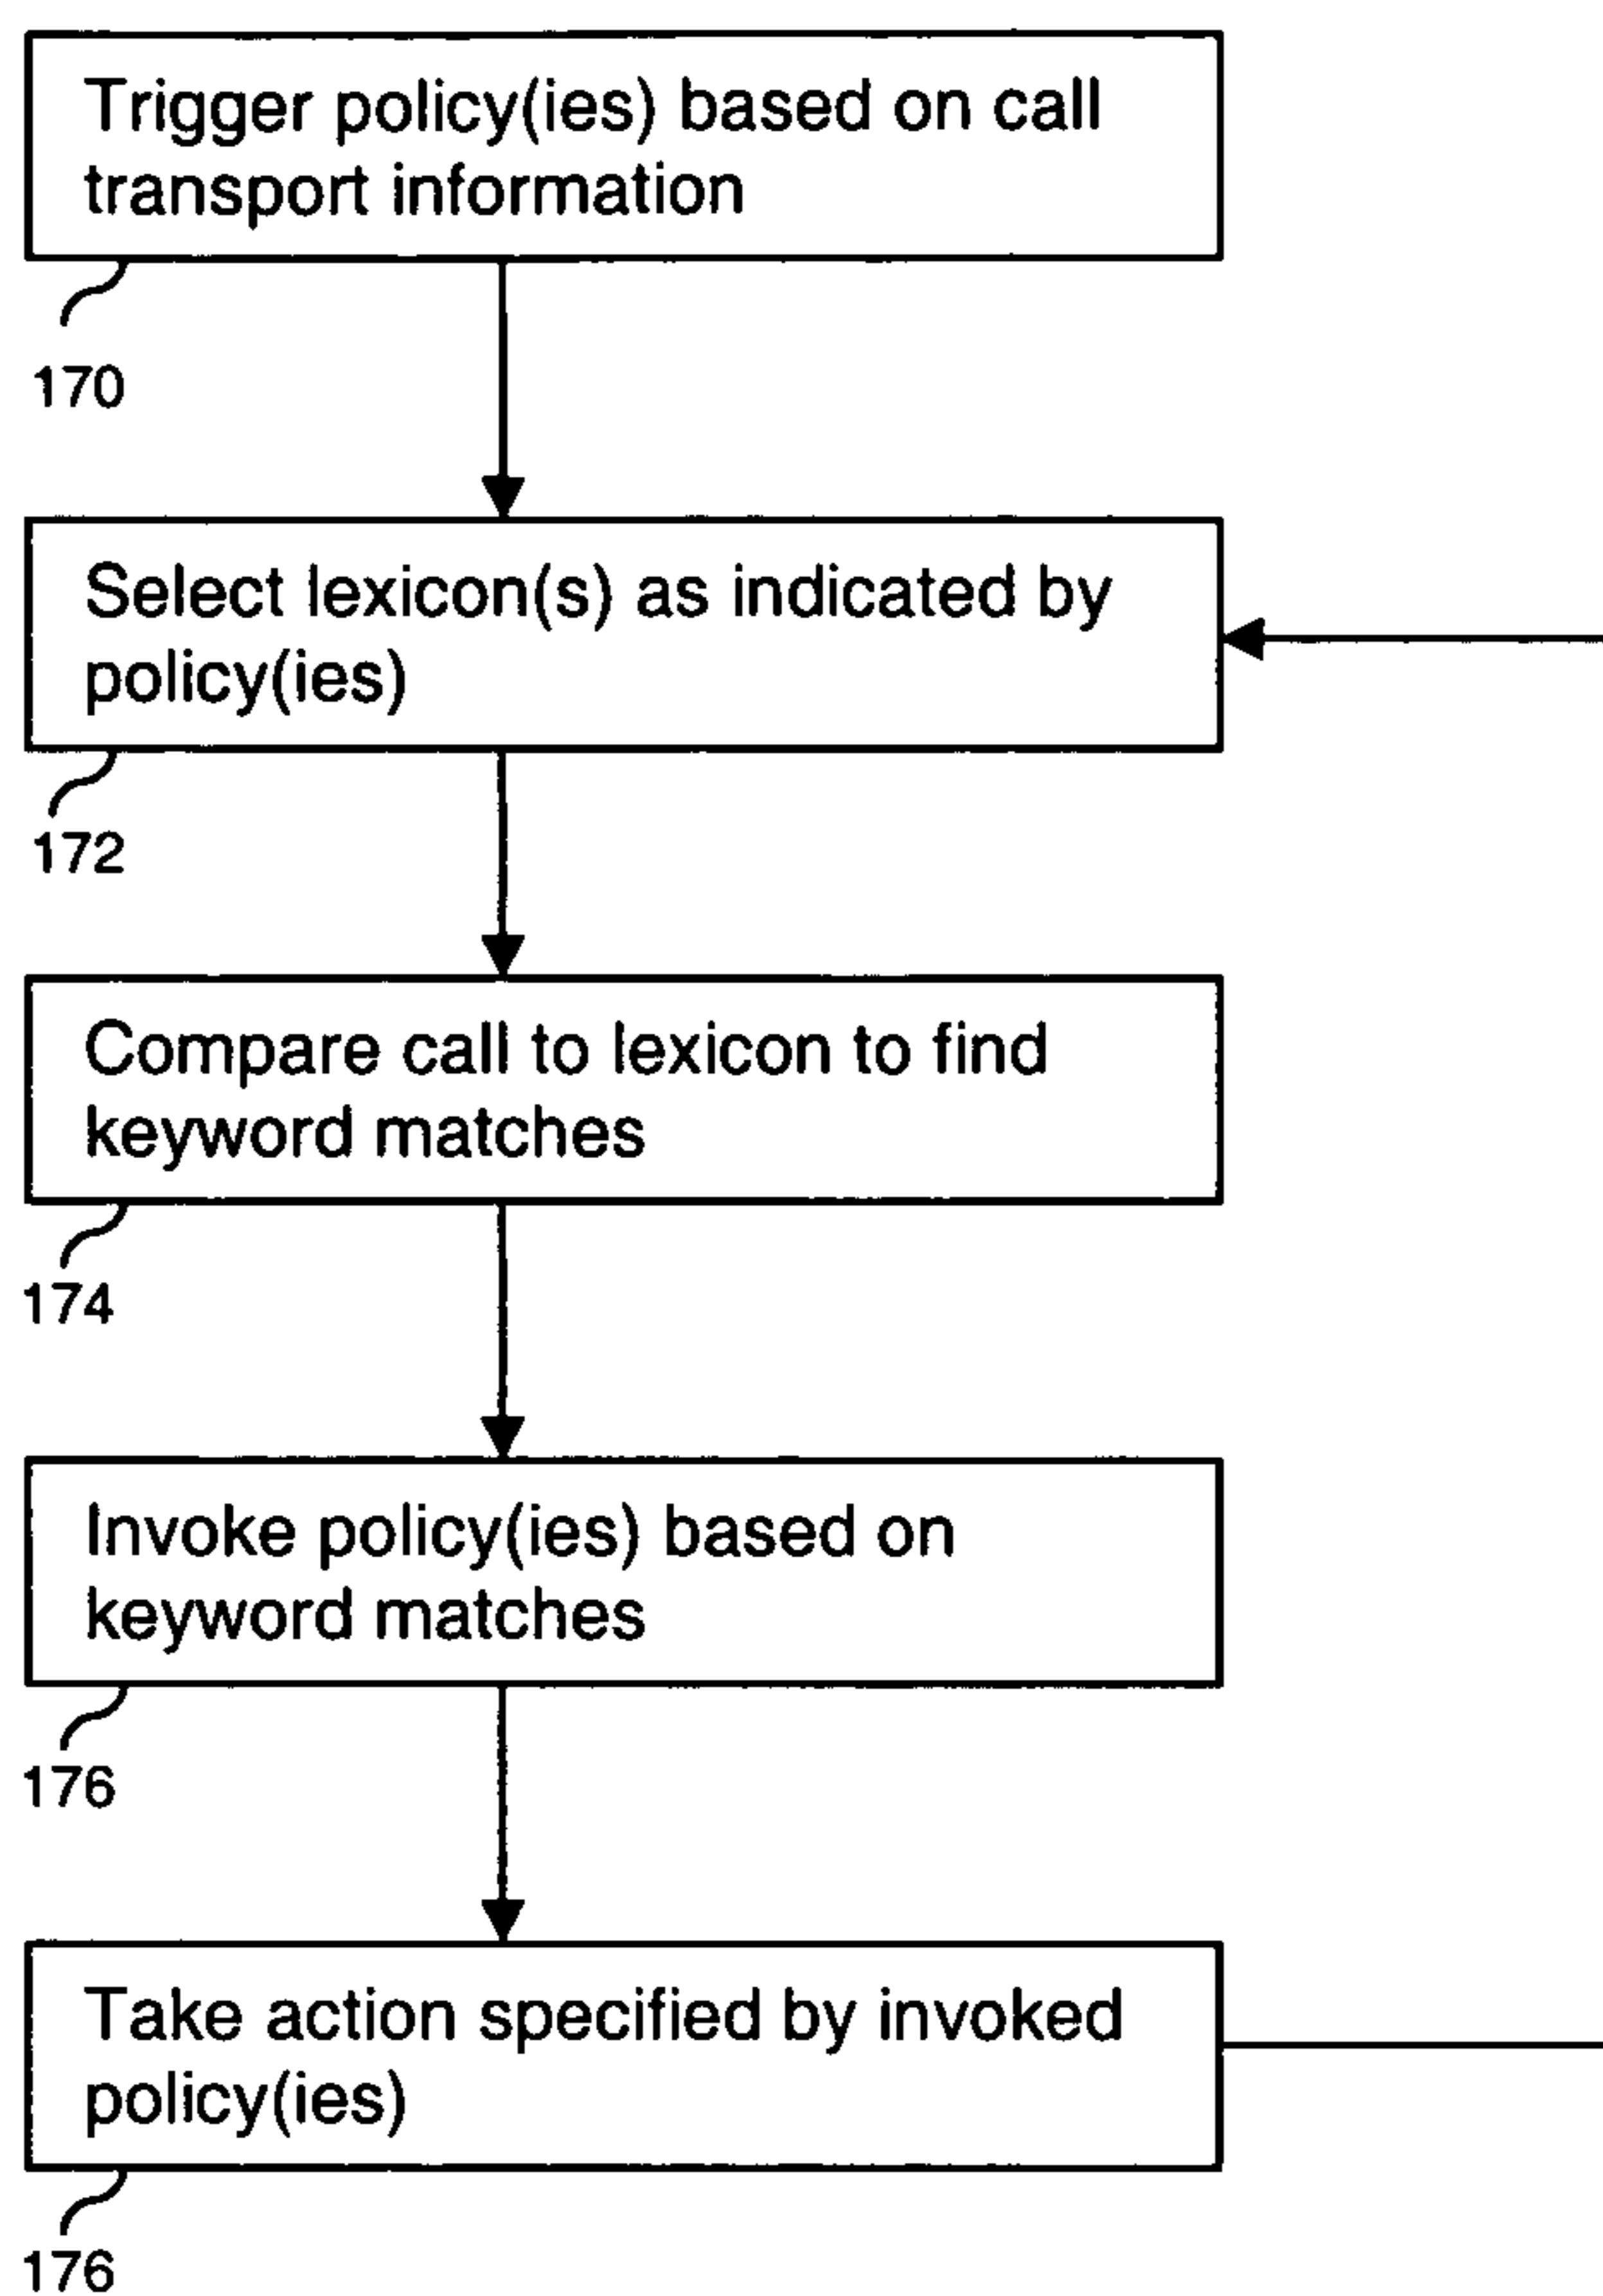 Trigger policy(ies) based on call
transport information
170
Select lexicon(s) as indicated by
policy(ies)
172
Compare call to lexicon to find
keyword matches
174
Invoke policy(ies) based on
keyword matches
176
Take action specified by invoked
policy(ies)
176